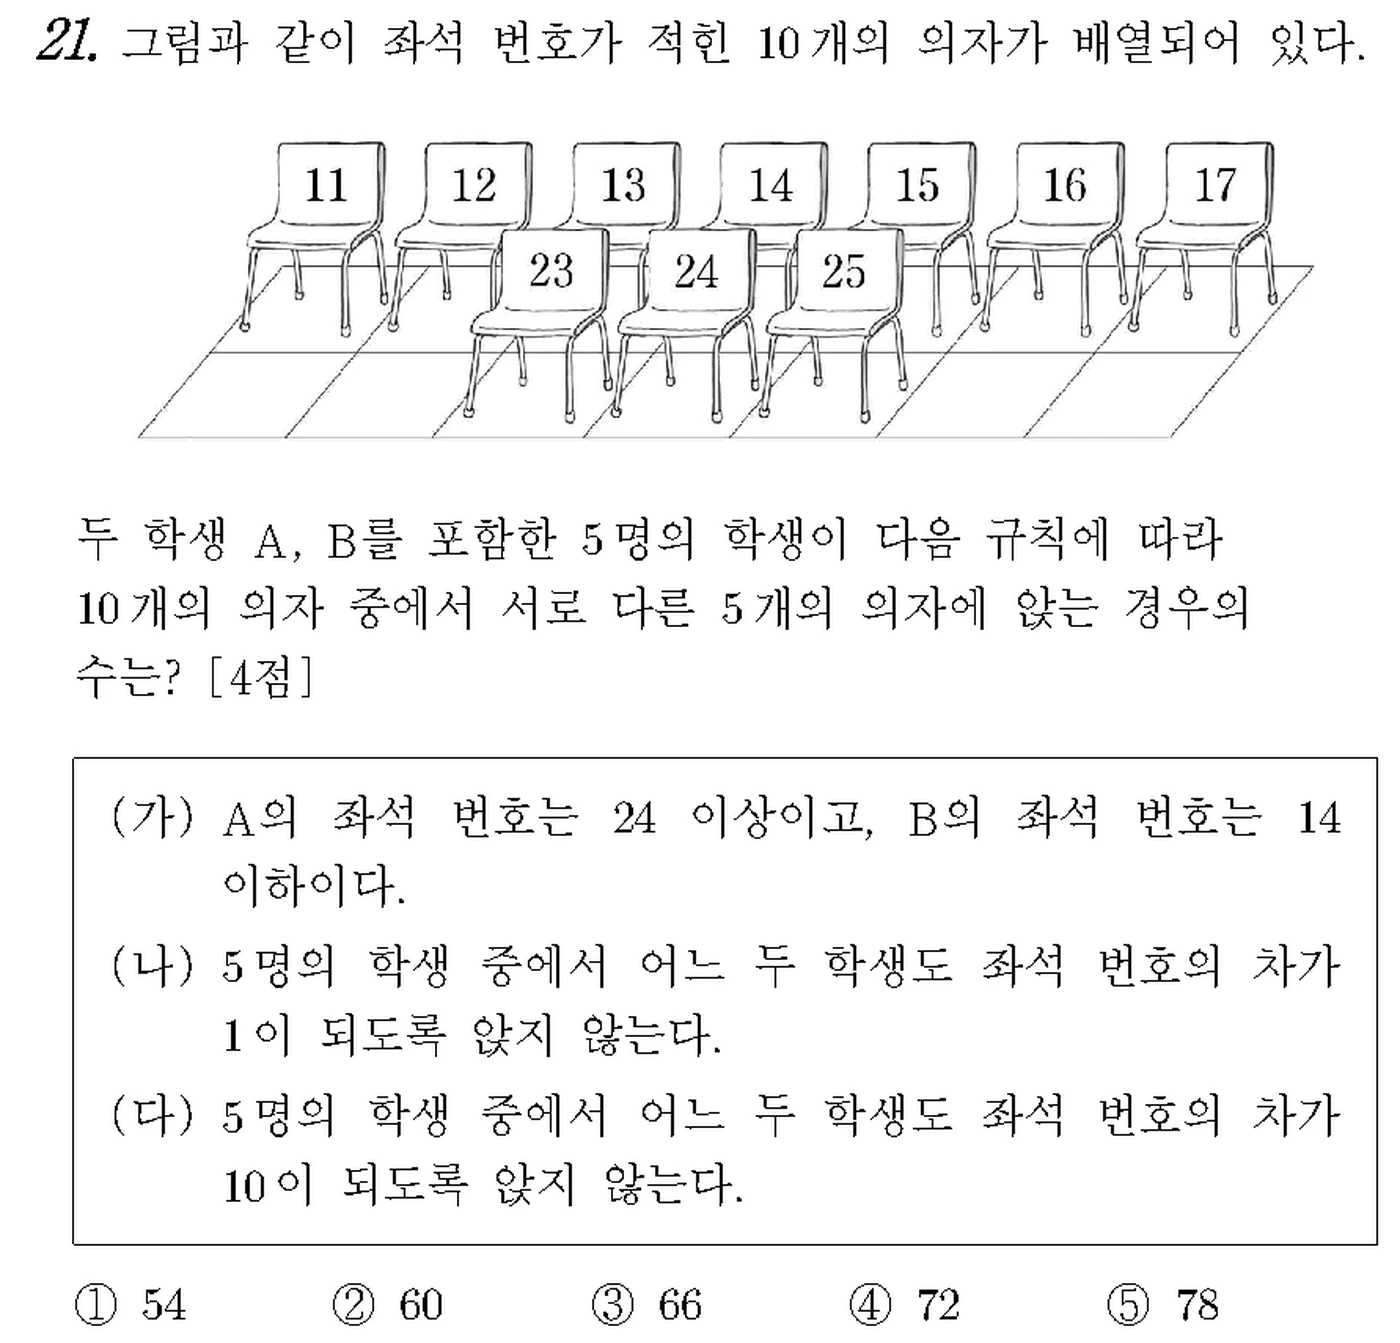 21. 그림과 같이 좌석 번호가 적힌 10개의 의자가 배열되어 있다.
11 12 13 14 15 16 17
23 24 25
두 학생 A, B를 포함한 5명의 학생이 다음 규칙에 따라
10개의 의자 중에서 서로 다른 5개의 의자에 앉는 경우의
수는? [4점]
(가) A의 좌석 번호는 24 이상이고, B의 좌석 번호는 14
이하이다.
(나) 5명의 학생 중에서 어느 두 학생도 좌석 번호의 차가
1이 되도록 앉지 않는다.
(다) 5명의 학생 중에서 어느 두 학생도 좌석 번호의 차가
10이 되도록 앉지 않는다.
① 54 ② 60 ③ 66 ④ 72 ⑤ 78